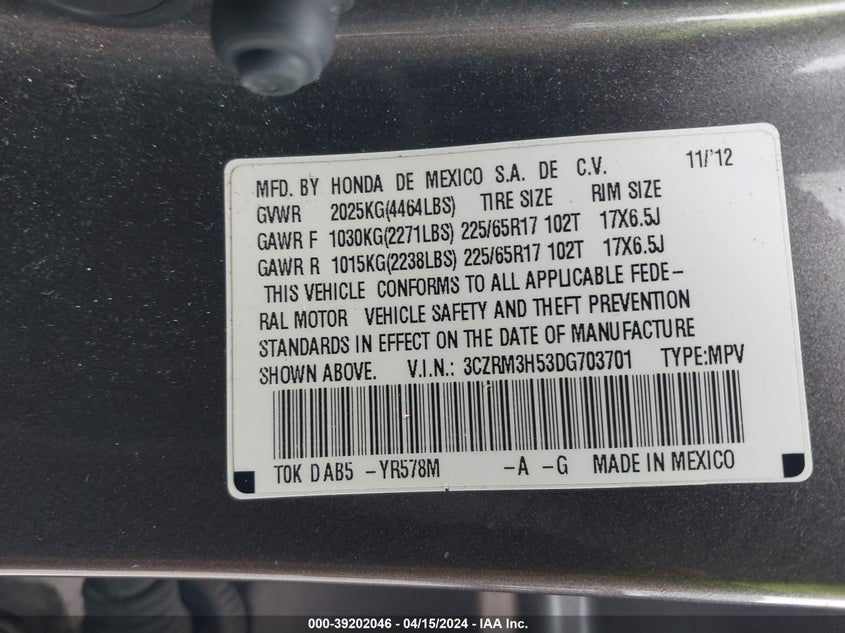 MFD. BY HONDA DE MEXICO S.A. DE C.V. 11/'12
GVWR 2025KG(4464LBS) TIRE SIZE RIM SIZE
GAWR F 1030KG(2271LBS) 225/65R17 102T 17X6.5J
GAWR R 1015KG(2238LBS) 225/65R17 102T 17X6.5J
THIS VEHICLE CONFORMS TO ALL APPLICABLE FEDE-
RAL MOTOR VEHICLE SAFETY AND THEFT PREVENTION
STANDARDS IN EFFECT ON THE DATE OF MANUFACTURE
SHOWN ABOVE. V.I.N.: 3CZRM3H53DG703701 TYPE:MPV
T0K D AB5 -YR578M -A -G MADE IN MEXICO
000-39202046 - 04/15/2024 - IAA Inc.